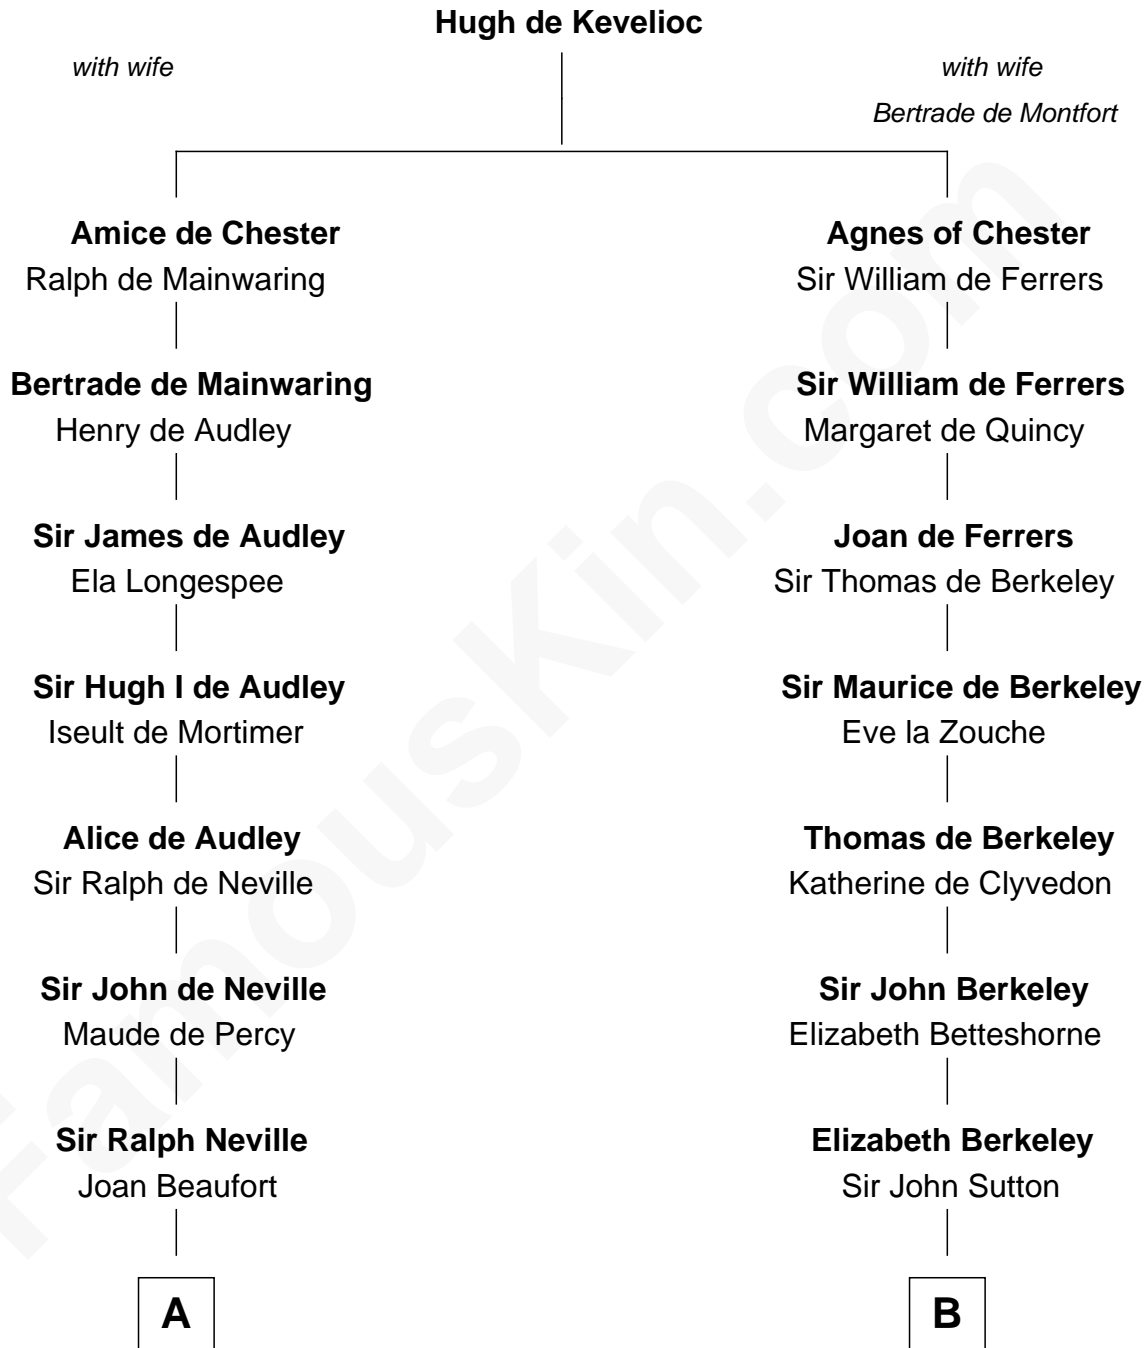 Hugh de Kevelioc
with wife
with wife
Bertrade de Montfort
Amice de Chester
Ralph de Mainwaring
Agnes of Chester
Sir William de Ferrers
Bertrade de Mainwaring
Henry de Audley
Sir William de Ferrers
Margaret de Quincy
Sir James de Audley
Ela Longespee
Joan de Ferrers
Sir Thomas de Berkeley
Sir Hugh I de Audley
Iseult de Mortimer
Sir Maurice de Berkeley
Eve la Zouche
Alice de Audley
Sir Ralph de Neville
Thomas de Berkeley
Katherine de Clyvedon
Sir John de Neville
Maude de Percy
Sir John Berkeley
Elizabeth Betteshorne
Sir Ralph Neville
Joan Beaufort
Elizabeth Berkeley
Sir John Sutton
A
B
FamousKin.com